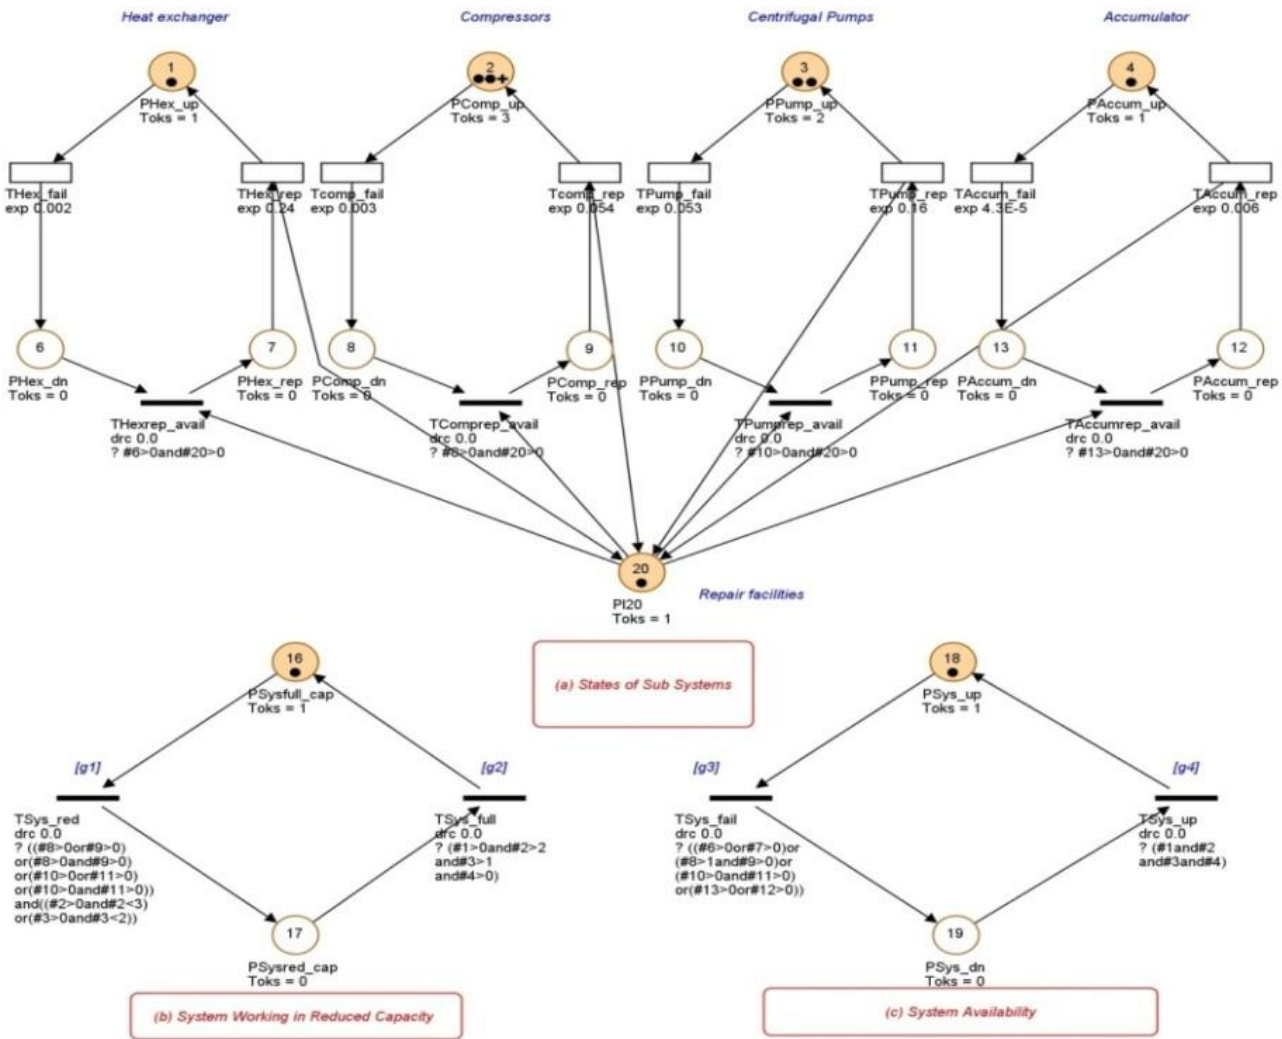 Heat exchanger
Compressors
Centrifugal Pumps
Accumulator
1
PHex_up
Toks = 1
2
PComp_up
Toks = 3
3
PPump_up
Toks = 2
4
PAccum_up
Toks = 1
THex_fail
exp 0.002
THex_rep
exp 0.24
Tcomp_fail
exp 0.003
Tcomp_rep
exp 0.054
TPump_fail
exp 0.053
TPump_rep
exp 0.16
TAccum_fail
exp 4.3E-5
TAccum_rep
exp 0.006
6
PHex_dn
Toks = 0
7
PHex_rep
Toks = 0
8
PComp_dn
Toks = 0
9
PComp_rep
Toks = 0
10
PPump_dn
Toks = 0
11
PPump_rep
Toks = 0
13
PAccum_dn
Toks = 0
12
PAccum_rep
Toks = 0
THexrep_avail
drc 0.0
? #6>0and#20>0
TComprep_avail
drc 0.0
? #8>0and#20>0
TPumprep_avail
drc 0.0
? #10>0and#20>0
TAccumrep_avail
drc 0.0
? #13>0and#20>0
20
Pl20
Toks = 1
Repair facilities
(a) States of Sub Systems
16
PSysfull_cap
Toks = 1
[g1]
TSys_red
drc 0.0
? ((#8>0or#9>0)
or(#8>0and#9>0)
or(#10>0or#11>0)
or(#10>0and#11>0))
and((#2>0and#2<3)
or(#3>0and#3<2))
[g2]
TSys_full
drc 0.0
? (#1>0and#2>2
and#3>1
and#4>0)
17
PSysred_cap
Toks = 0
(b) System Working in Reduced Capacity
18
PSys_up
Toks = 1
[g3]
TSys_fail
drc 0.0
? ((#6>0or#7>0)or
(#8>1and#9>0)or
(#10>0and#11>0)
or(#13>0or#12>0))
[g4]
TSys_up
drc 0.0
? (#1and#2
and#3and#4)
19
PSys_dn
Toks = 0
(c) System Availability